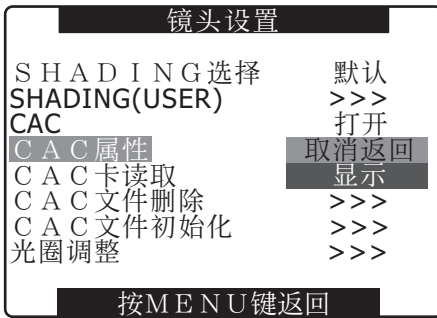 镜头设置
ＳＨＡＤＩＮＧ选择 默认
SHADING(USER) >>>
CAC 打开
ＣＡＣ属性 取消返回
ＣＡＣ卡读取 显示
ＣＡＣ文件删除 >>>
ＣＡＣ文件初始化 >>>
光圈调整 >>>
按ＭＥＮＵ键返回